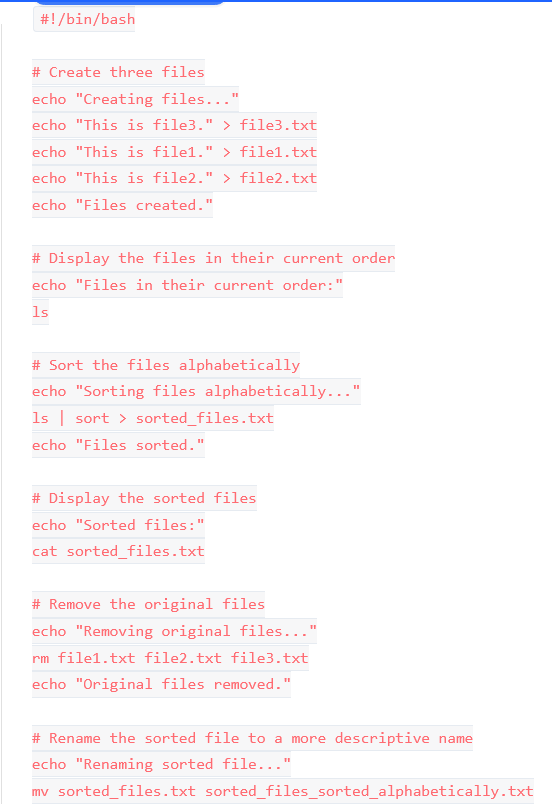 #!/bin/bash
# Create three files
echo "Creating files..."
echo "This is file3." > file3.txt
echo "This is file1." > file1.txt
echo "This is file2." > file2.txt
echo "Files created."
# Display the files in their current order
echo "Files in their current order:"
ls
# Sort the files alphabetically
echo "Sorting files alphabetically..."
ls | sort > sorted_files.txt
echo "Files sorted."
# Display the sorted files
echo "Sorted files:"
cat sorted_files.txt
# Remove the original files
echo "Removing original files..."
rm file1.txt file2.txt file3.txt
echo "Original files removed."
# Rename the sorted file to a more descriptive name
echo "Renaming sorted file..."
mv sorted_files.txt sorted_files_sorted_alphabetically.txt